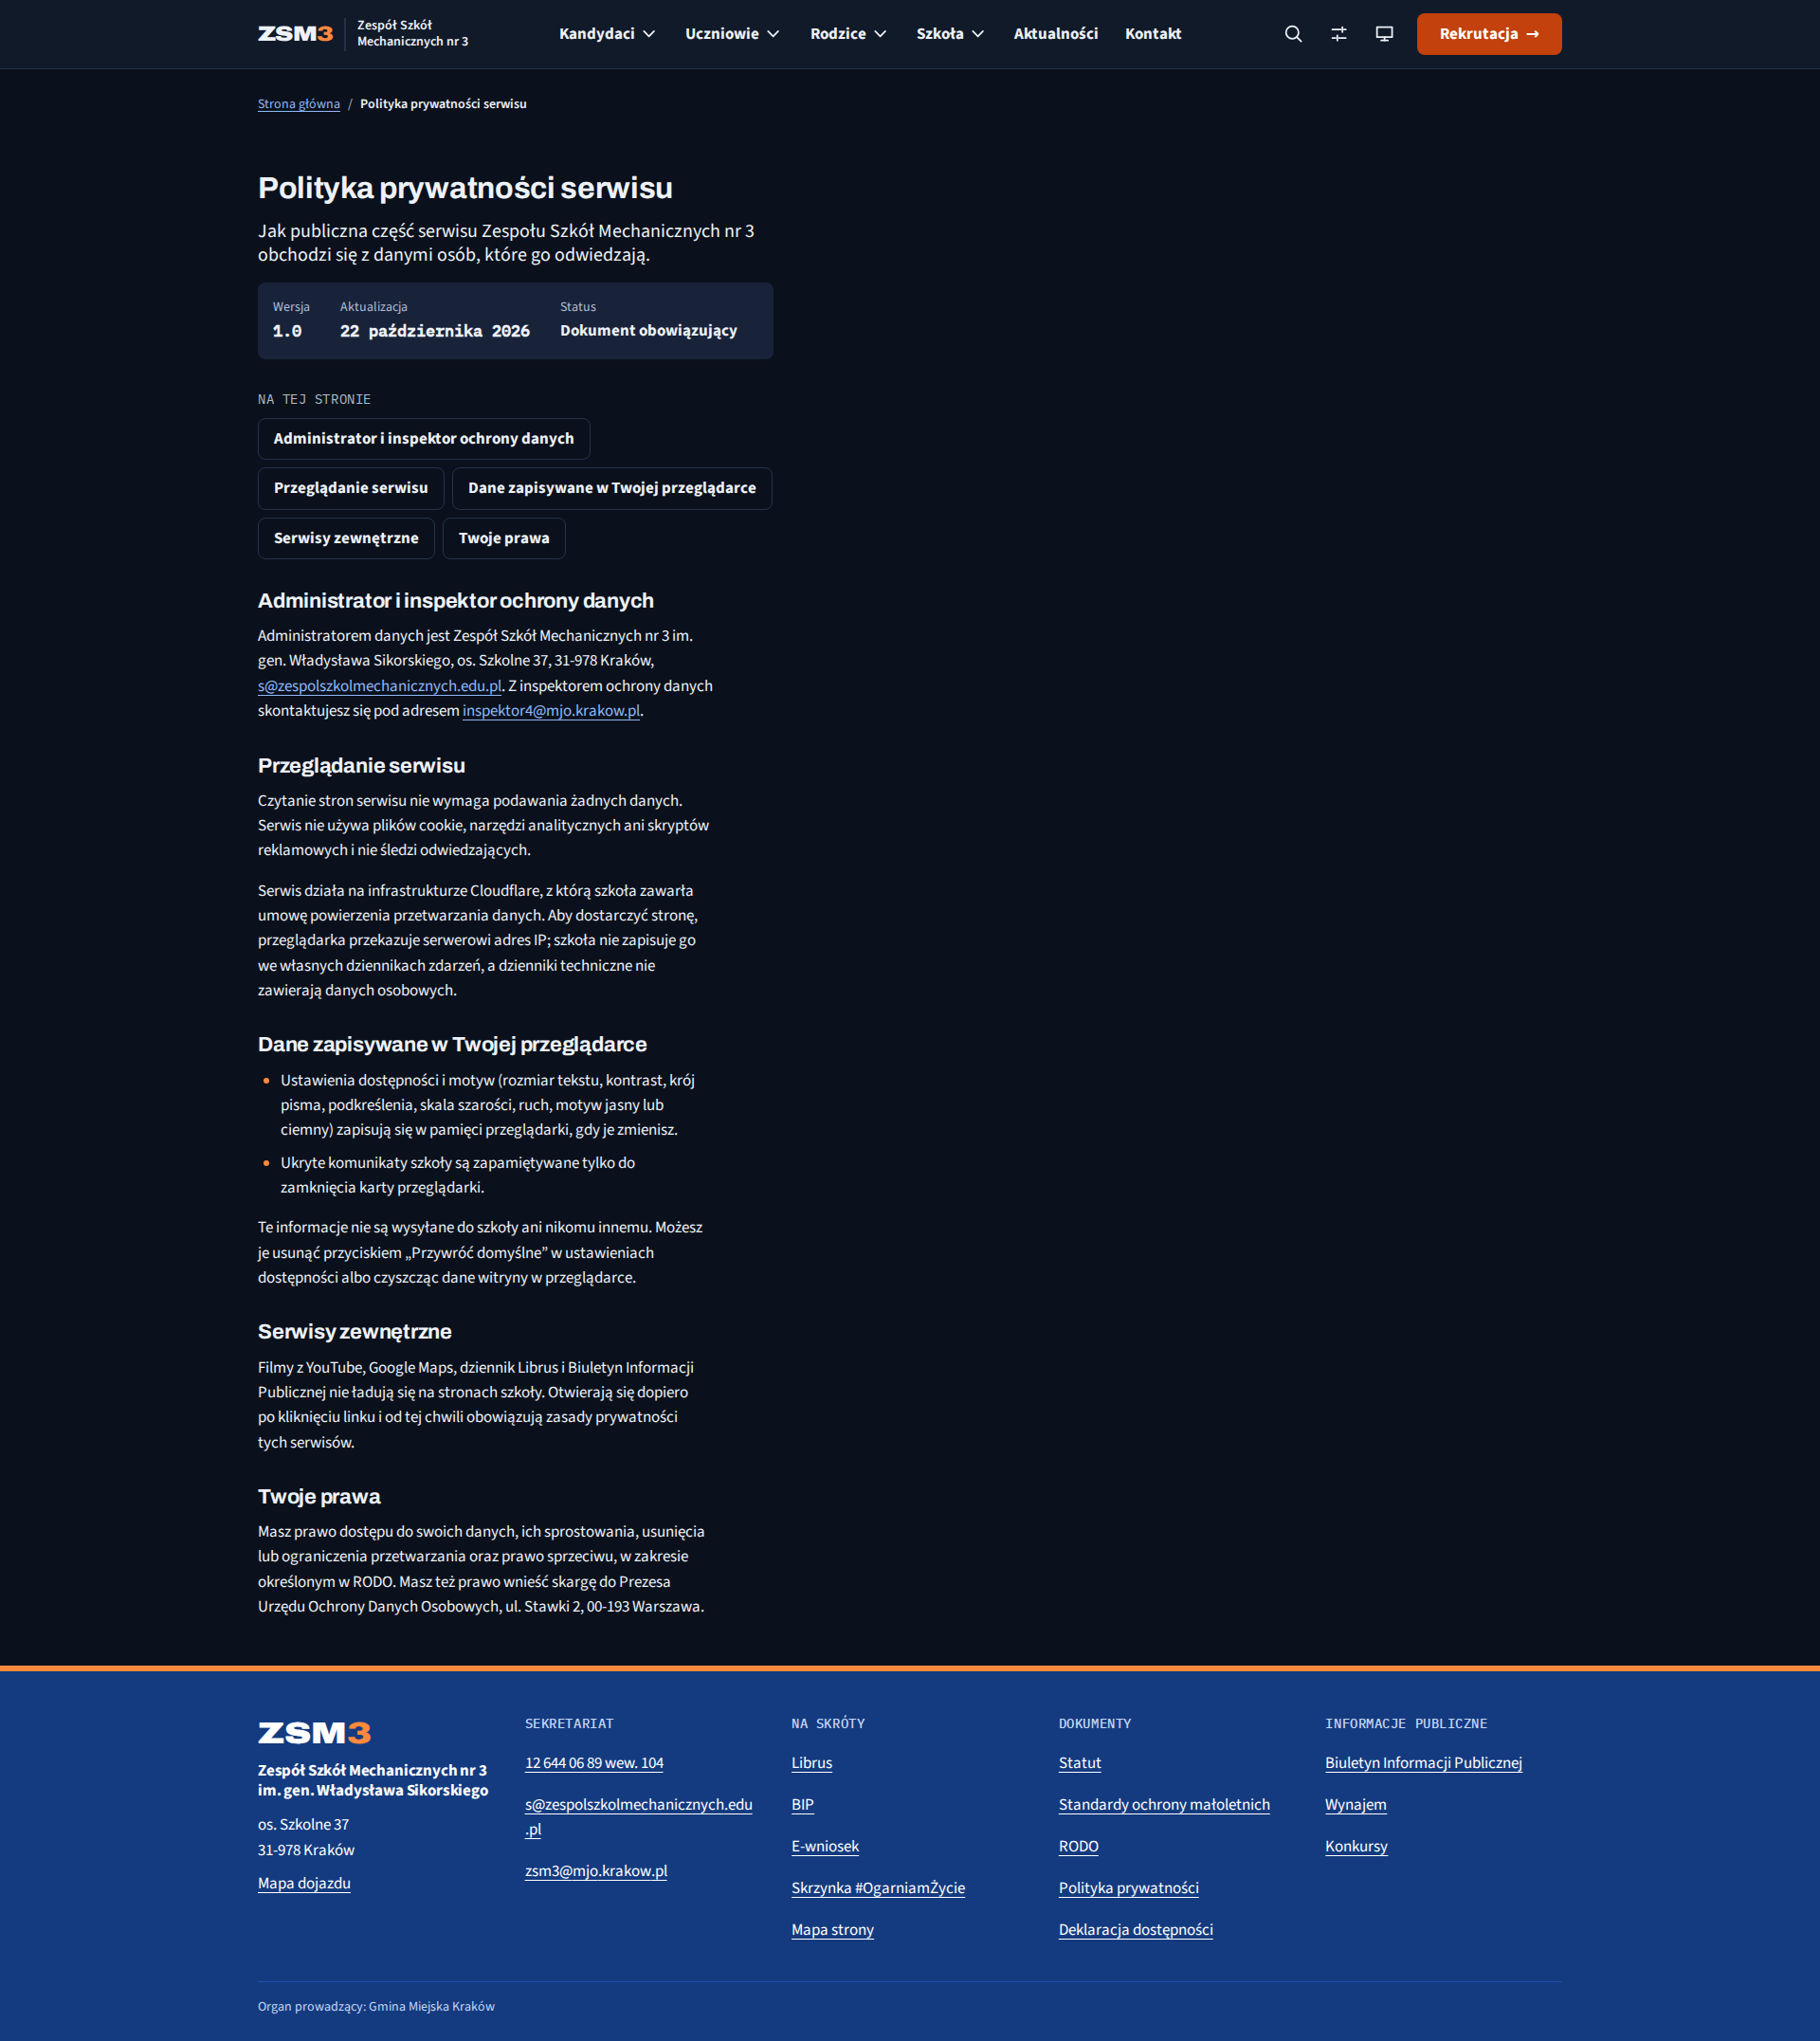 ZSM3
Zespół Szkół
Mechanicznych nr 3
Kandydaci
Uczniowie
Rodzice
Szkoła
Aktualności
Kontakt
Rekrutacja →
Strona główna / Polityka prywatności serwisu
Polityka prywatności serwisu
Jak publiczna część serwisu Zespołu Szkół Mechanicznych nr 3
obchodzi się z danymi osób, które go odwiedzają.
Wersja
1.0
Aktualizacja
22 października 2026
Status
Dokument obowiązujący
NA TEJ STRONIE
Administrator i inspektor ochrony danych
Przeglądanie serwisu
Dane zapisywane w Twojej przeglądarce
Serwisy zewnętrzne
Twoje prawa
Administrator i inspektor ochrony danych
Administratorem danych jest Zespół Szkół Mechanicznych nr 3 im.
gen. Władysława Sikorskiego, os. Szkolne 37, 31-978 Kraków,
s@zespolszkolmechanicznych.edu.pl. Z inspektorem ochrony danych
skontaktujesz się pod adresem inspektor4@mjo.krakow.pl.
Przeglądanie serwisu
Czytanie stron serwisu nie wymaga podawania żadnych danych.
Serwis nie używa plików cookie, narzędzi analitycznych ani skryptów
reklamowych i nie śledzi odwiedzających.
Serwis działa na infrastrukturze Cloudflare, z którą szkoła zawarła
umowę powierzenia przetwarzania danych. Aby dostarczyć stronę,
przeglądarka przekazuje serwerowi adres IP; szkoła nie zapisuje go
we własnych dziennikach zdarzeń, a dzienniki techniczne nie
zawierają danych osobowych.
Dane zapisywane w Twojej przeglądarce
Ustawienia dostępności i motyw (rozmiar tekstu, kontrast, krój
pisma, podkreślenia, skala szarości, ruch, motyw jasny lub
ciemny) zapisują się w pamięci przeglądarki, gdy je zmienisz.
Ukryte komunikaty szkoły są zapamiętywane tylko do
zamknięcia karty przeglądarki.
Te informacje nie są wysyłane do szkoły ani nikomu innemu. Możesz
je usunąć przyciskiem „Przywróć domyślne” w ustawieniach
dostępności albo czyszcząc dane witryny w przeglądarce.
Serwisy zewnętrzne
Filmy z YouTube, Google Maps, dziennik Librus i Biuletyn Informacji
Publicznej nie ładują się na stronach szkoły. Otwierają się dopiero
po kliknięciu linku i od tej chwili obowiązują zasady prywatności
tych serwisów.
Twoje prawa
Masz prawo dostępu do swoich danych, ich sprostowania, usunięcia
lub ograniczenia przetwarzania oraz prawo sprzeciwu, w zakresie
określonym w RODO. Masz też prawo wnieść skargę do Prezesa
Urzędu Ochrony Danych Osobowych, ul. Stawki 2, 00-193 Warszawa.
ZSM3
Zespół Szkół Mechanicznych nr 3
im. gen. Władysława Sikorskiego
os. Szkolne 37
31-978 Kraków
Mapa dojazdu
SEKRETARIAT
12 644 06 89 wew. 104
s@zespolszkolmechanicznych.edu
.pl
zsm3@mjo.krakow.pl
NA SKRÓTY
Librus
BIP
E-wniosek
Skrzynka #OgarniamŻycie
Mapa strony
DOKUMENTY
Statut
Standardy ochrony małoletnich
RODO
Polityka prywatności
Deklaracja dostępności
INFORMACJE PUBLICZNE
Biuletyn Informacji Publicznej
Wynajem
Konkursy
Organ prowadzący: Gmina Miejska Kraków